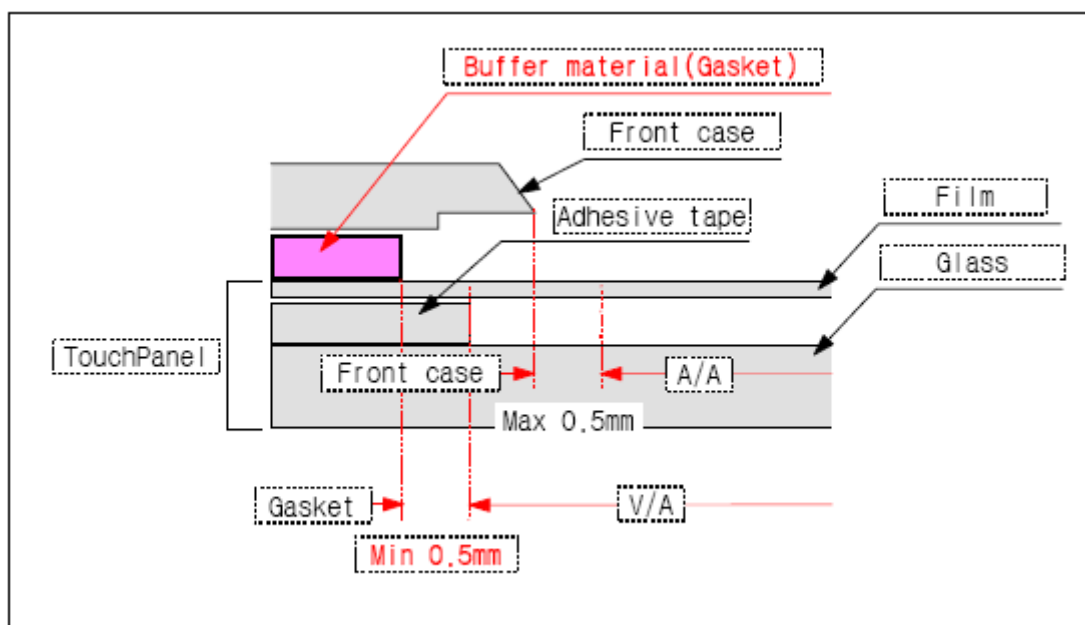 Buffer material(Gasket)
Front case
Film
Adhesive tape
Glass
TouchPanel
Front case
A/A
Max 0.5mm
Gasket
V/A
Min 0.5mm